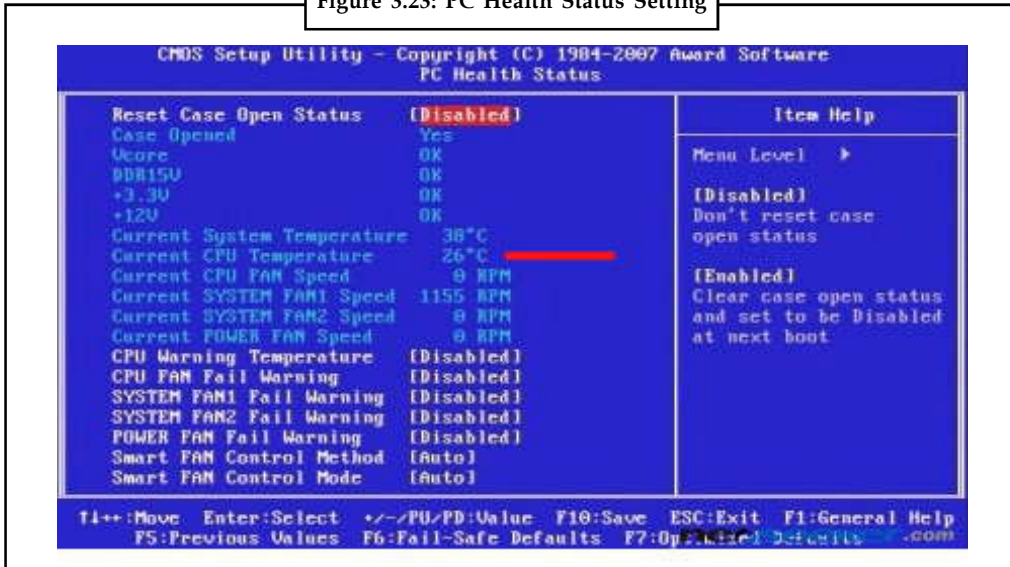 Figure 3.23: PC Health Status Setting
CMOS Setup Utility - Copyright (C) 1984-2007 Award Software
PC Health Status
Reset Case Open Status [Disabled]
Case Opened Yes
Vcore OK
DDR15V OK
+3.3V OK
+12V OK
Current System Temperature 38°C
Current CPU Temperature 26°C
Current CPU FAN Speed 0 RPM
Current SYSTEM FAN1 Speed 1155 RPM
Current SYSTEM FAN2 Speed 0 RPM
Current POWER FAN Speed 0 RPM
CPU Warning Temperature [Disabled]
CPU FAN Fail Warning [Disabled]
SYSTEM FAN1 Fail Warning [Disabled]
SYSTEM FAN2 Fail Warning [Disabled]
POWER FAN Fail Warning [Disabled]
Smart FAN Control Method [Auto]
Smart FAN Control Mode [Auto]
Item Help
Menu Level ▶
[Disabled]
Don't reset case
open status
[Enabled]
Clear case open status
and set to be Disabled
at next boot
↑↓→←:Move Enter:Select +/-/PU/PD:Value F10:Save ESC:Exit F1:General Help
F5:Previous Values F6:Fail-Safe Defaults F7:Optimized Defaults
.com